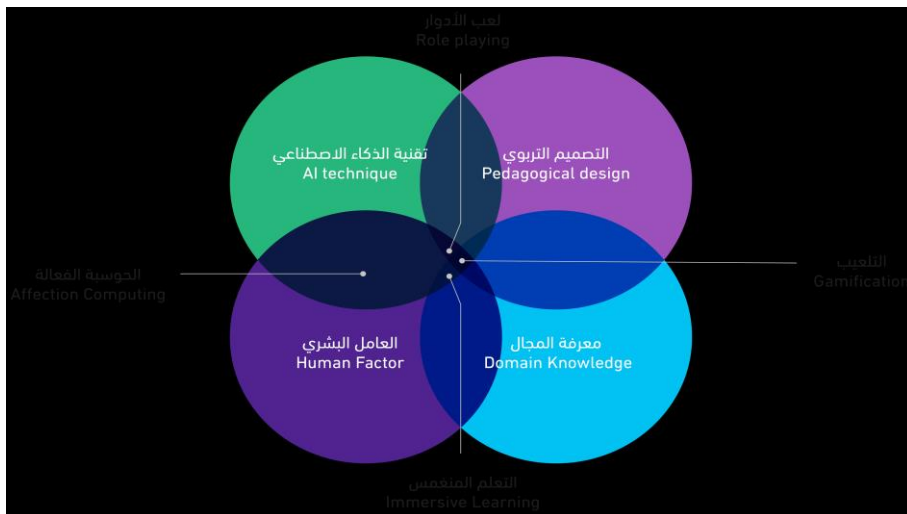 لعب الأدوار
Role playing
تقنية الذكاء الاصطناعي
AI technique
التصميم التربوي
Pedagogical design
الحوسبة الفعالة
Affection Computing
التلعيب
Gamification
العامل البشري
Human Factor
معرفة المجال
Domain Knowledge
التعلم المنغمس
Immersive Learning